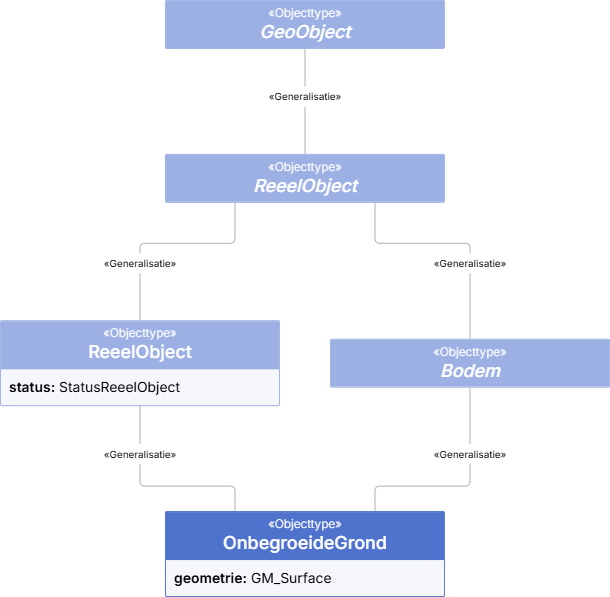 «Objecttype»
GeoObject
«Generalisatie»
«Objecttype»
ReeelObject
«Generalisatie»
«Generalisatie»
«Objecttype»
ReeelObject
status: StatusReeelObject
«Objecttype»
Bodem
«Generalisatie»
«Generalisatie»
«Objecttype»
OnbegroeideGrond
geometrie: GM_Surface